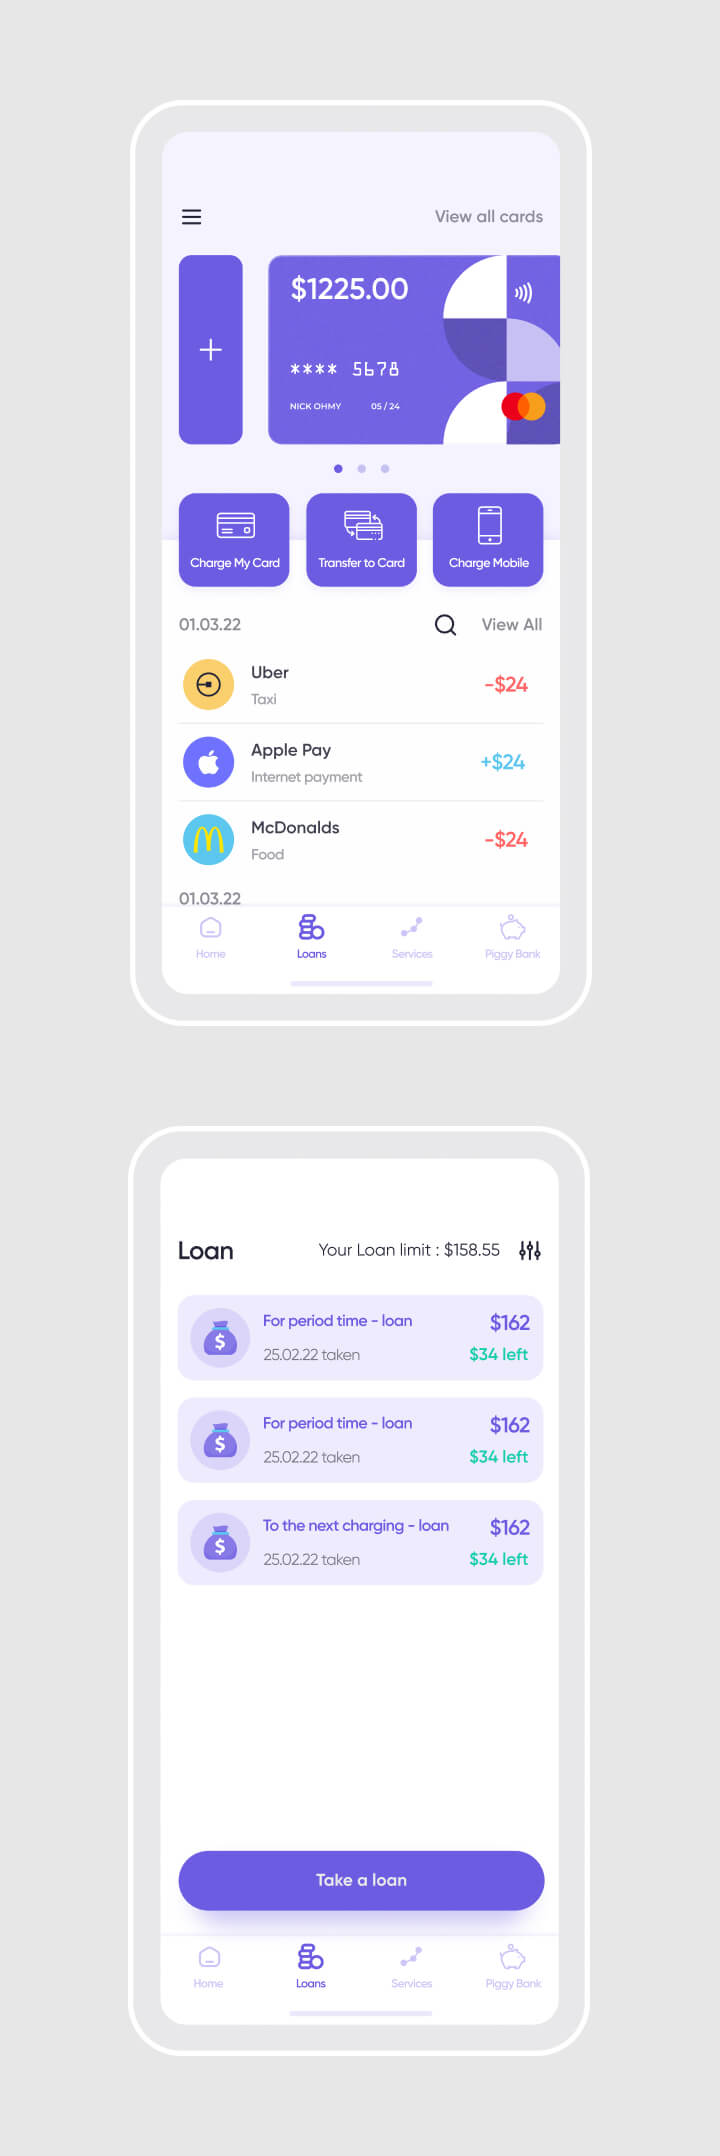 View all cards
$1225.00
**** 5678
NICK OHMY 05 / 24
Charge My Card Transfer to Card Charge Mobile
01.03.22 View All
Uber
-$24
Taxi
Apple Pay
+$24
Internet payment
McDonalds
-$24
Food
01.03.22
Home Loans Services Piggy Bank
Loan Your Loan limit : $158.55
For period time - loan $162
$
25.02.22 taken $34 left
For period time - loan $162
$
25.02.22 taken $34 left
To the next charging - loan $162
$
25.02.22 taken $34 left
Take a loan
Home Loans Services Piggy Bank